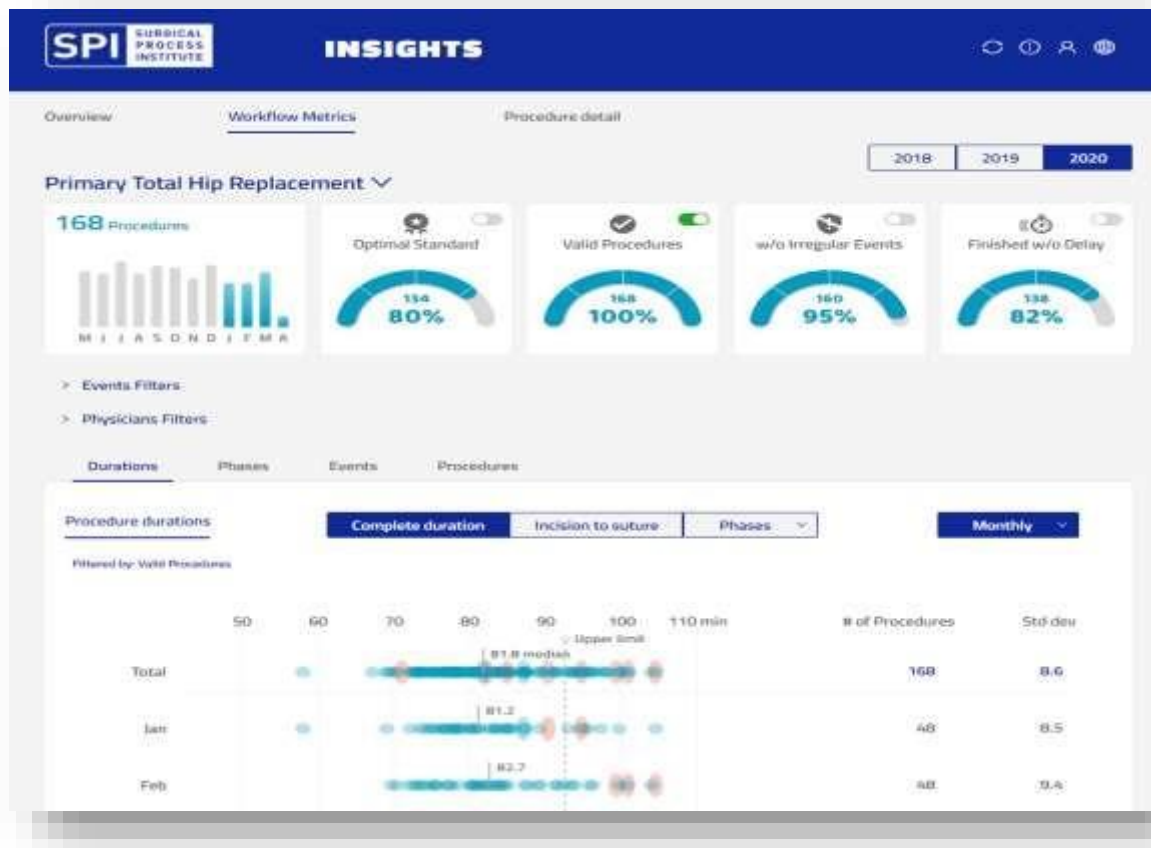 SPI SURGICAL PROCESS INSTITUTE
INSIGHTS
Overview Workflow Metrics Procedure detail
2018 2019 2020
Primary Total Hip Replacement
168 Procedures
M J J A S O N D J F M A
Optimal Standard
134
80%
Valid Procedures
168
100%
w/o Irregular Events
160
95%
Finished w/o Delay
138
82%
> Events Filters
> Physicians Filters
Durations Phases Events Procedures
Procedure durations Complete duration Incision to suture Phases Monthly
Filtered by: Valid Procedures
50 60 70 80 90 100 110 min # of Procedures Std dev
Upper limit
81.8 median
Total 168 8.6
81.2
Jan 48 8.5
82.7
Feb 48 9.4